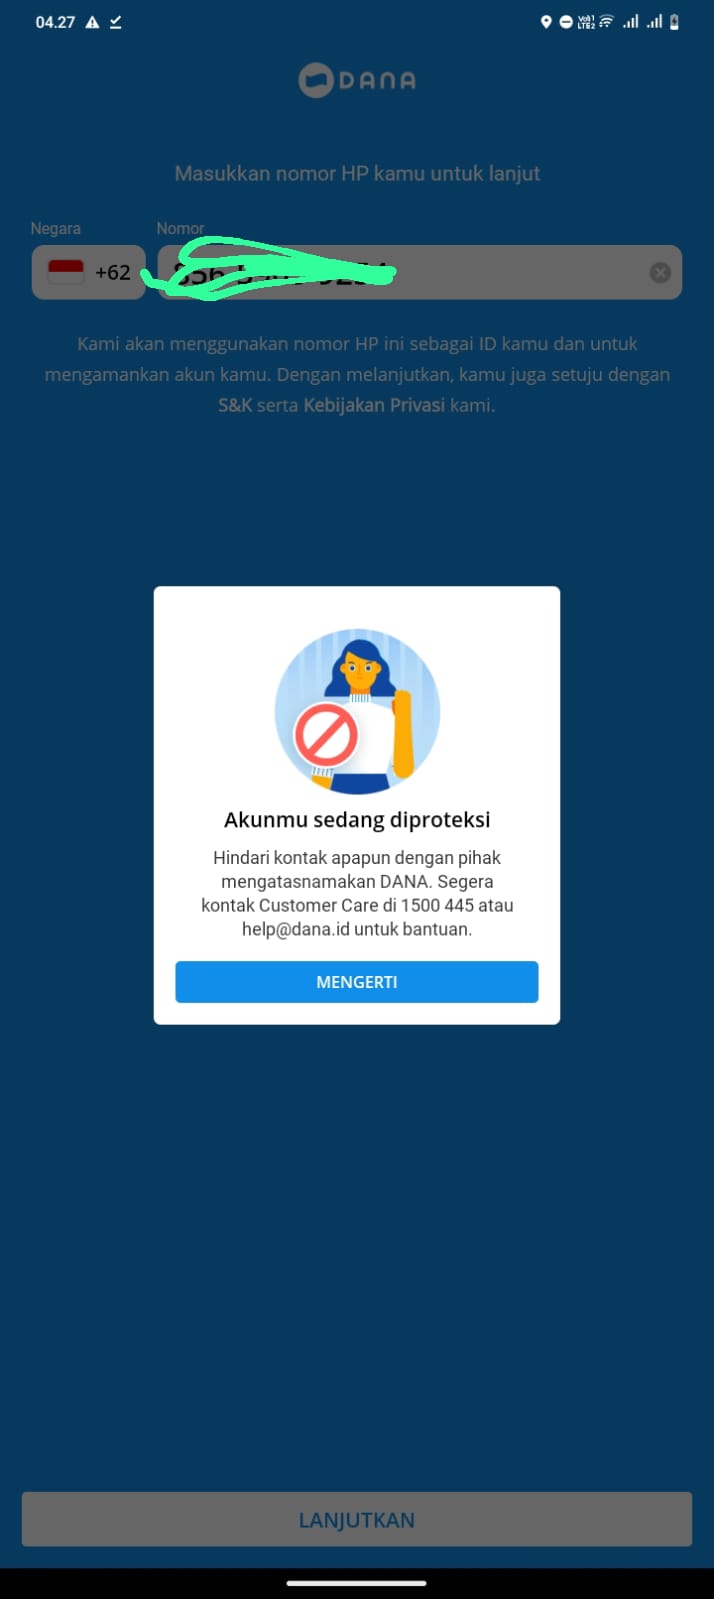 04.27
VoB1
LTE2
DANA
Masukkan nomor HP kamu untuk lanjut
Negara
Nomor
+62
Kami akan menggunakan nomor HP ini sebagai ID kamu dan untuk
mengamankan akun kamu. Dengan melanjutkan, kamu juga setuju dengan
S&K serta Kebijakan Privasi kami.
Akunmu sedang diproteksi
Hindari kontak apapun dengan pihak
mengatasnamakan DANA. Segera
kontak Customer Care di 1500 445 atau
help@dana.id untuk bantuan.
MENGERTI
LANJUTKAN